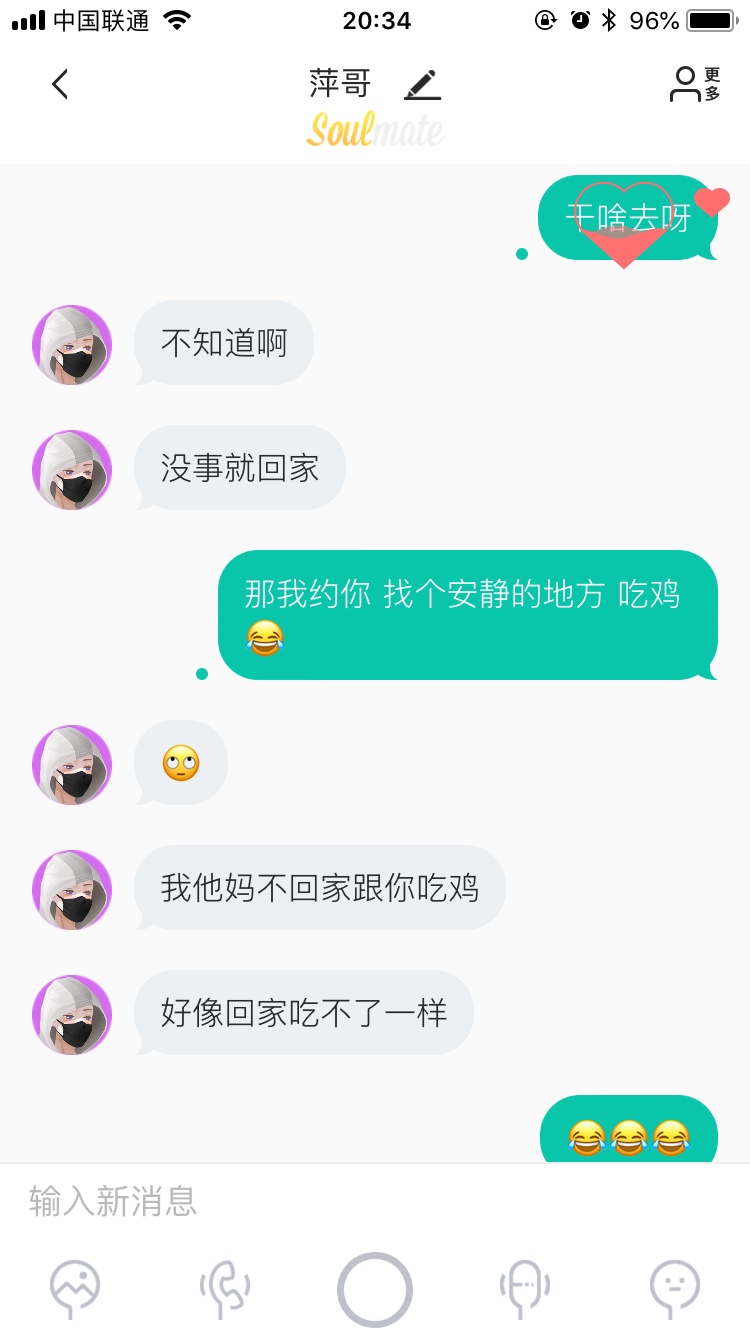 中国联通 20:34 96%
萍哥
更多
Soulmate
干啥去呀
不知道啊
没事就回家
那我约你 找个安静的地方 吃鸡
😂
🙄
我他妈不回家跟你吃鸡
好像回家吃不了一样
😂😂😂
输入新消息